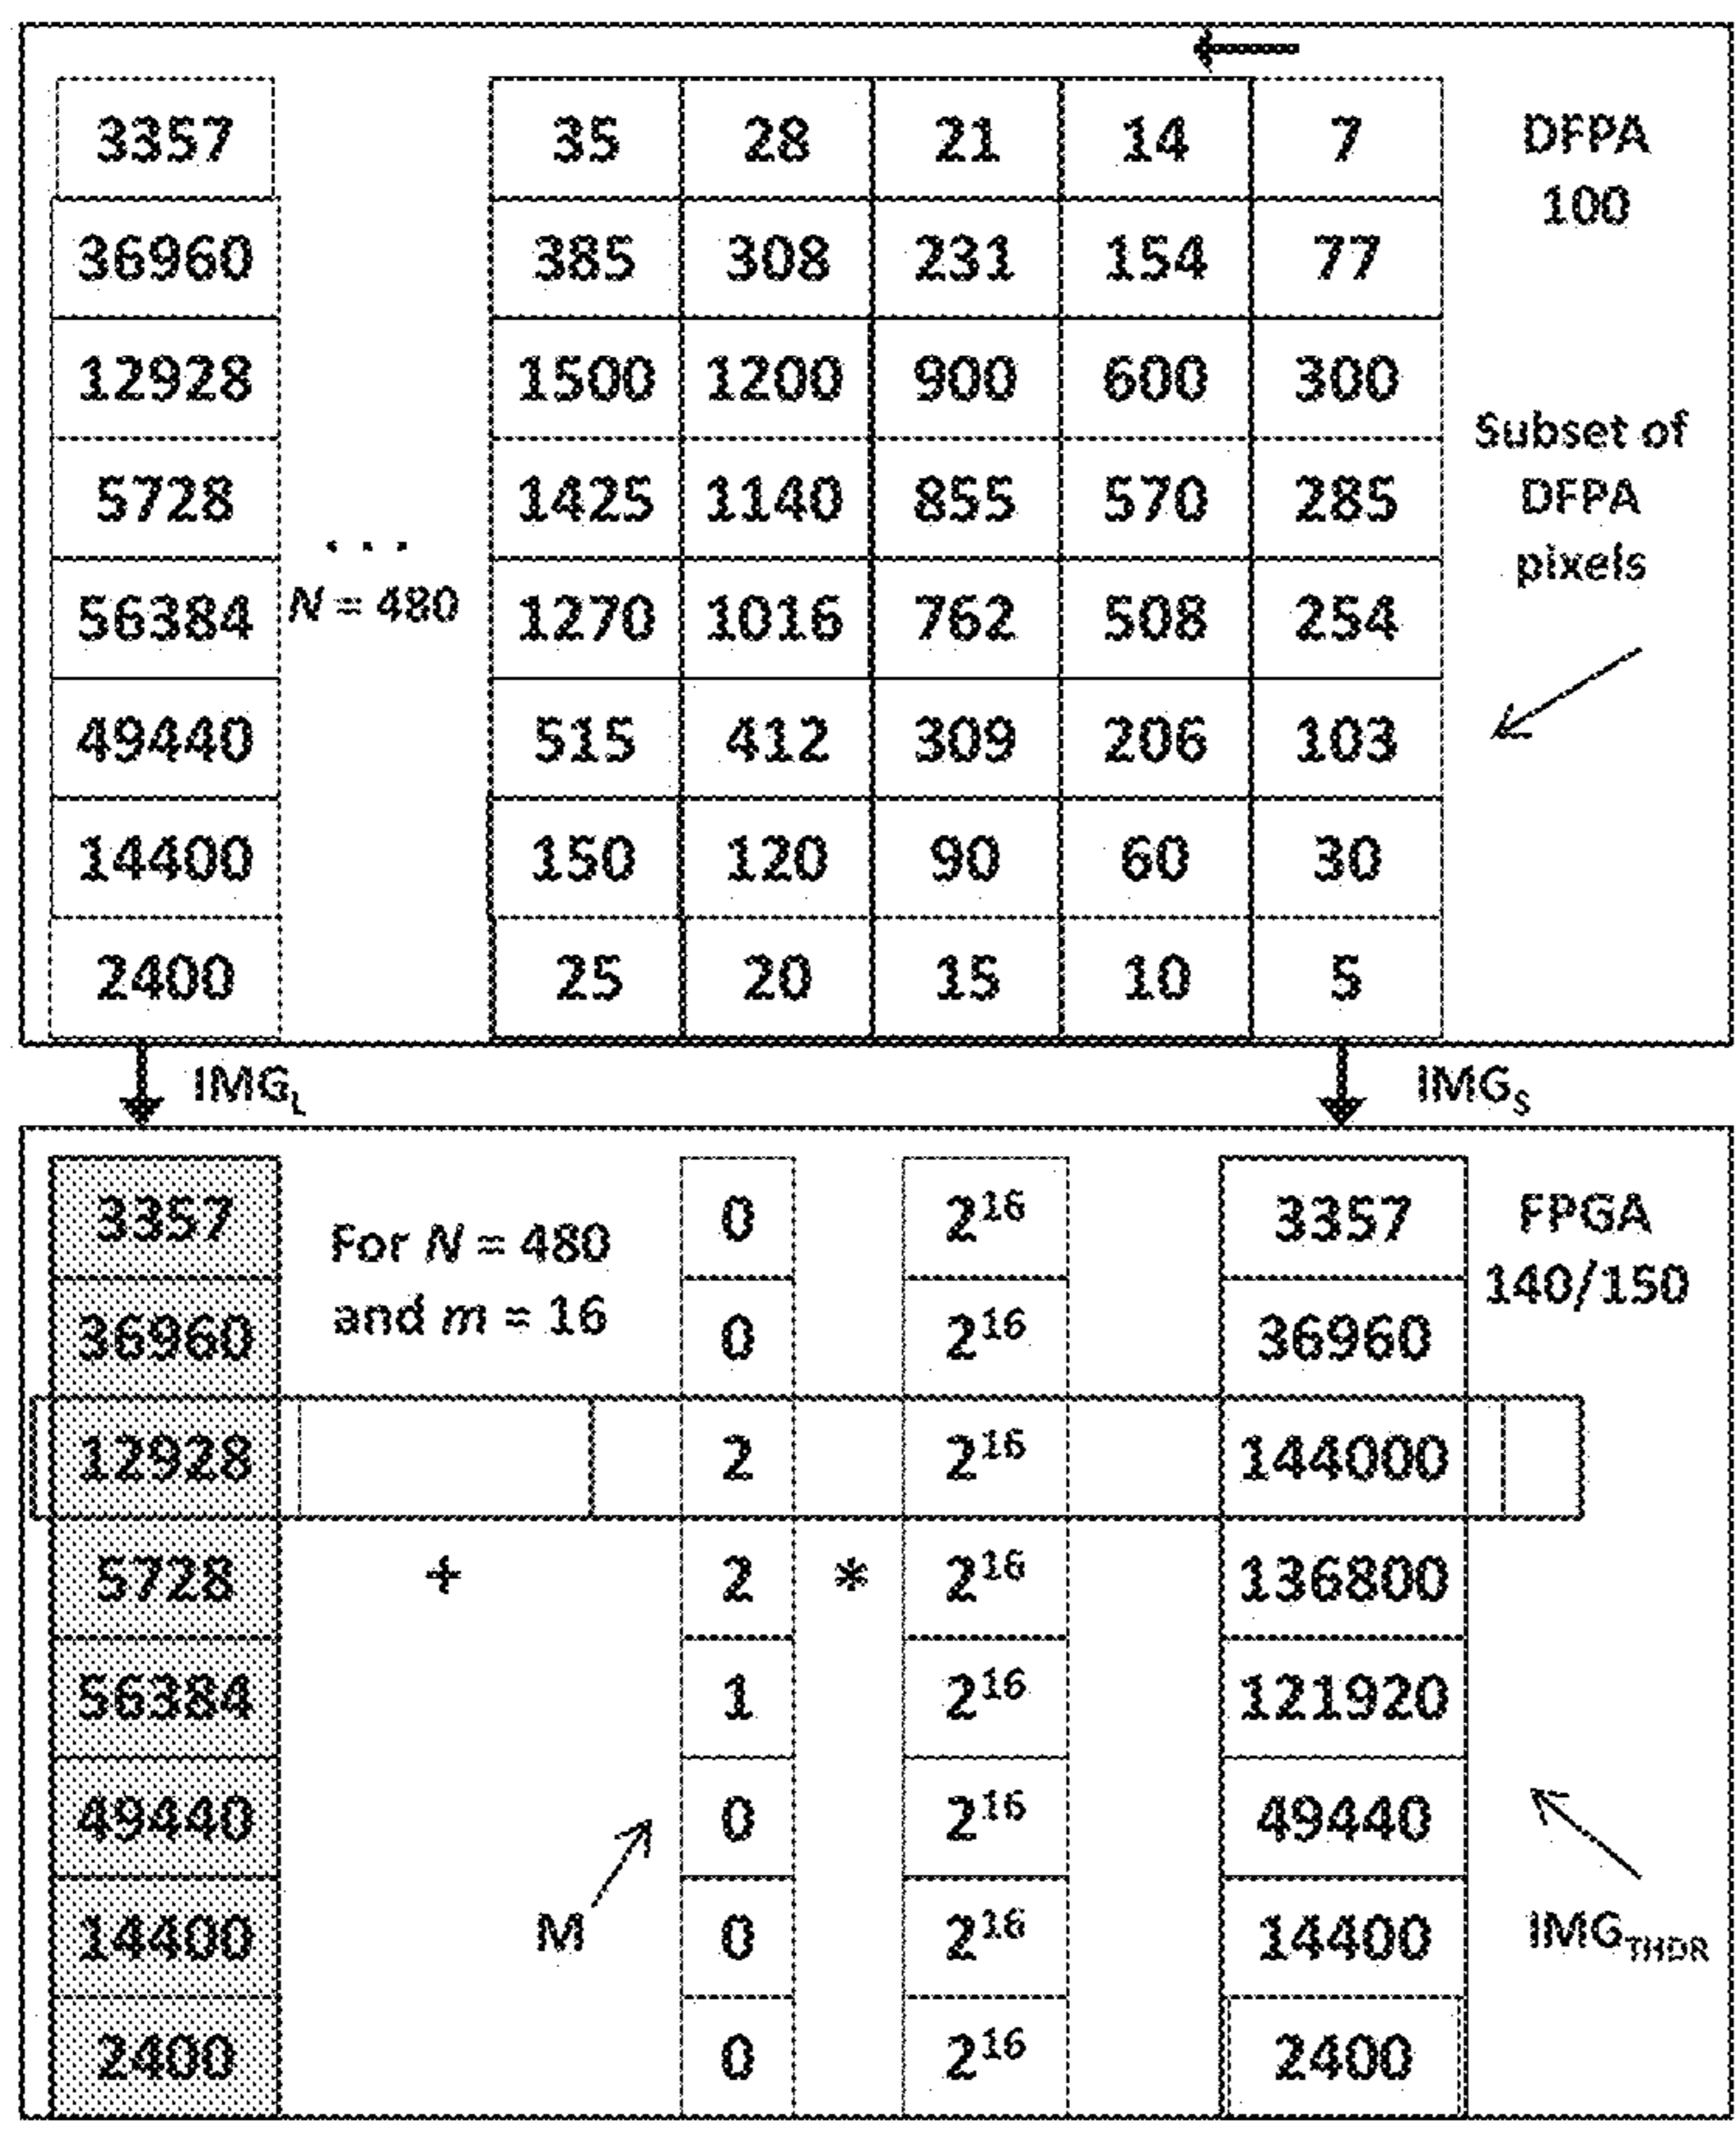 3357 35 28 21 14 7 DFPA
100
36960 385 308 231 154 77
12928 1500 1200 900 600 300
Subset of
DFPA
pixels
5728 1425 1140 855 570 285
. . .
N = 480
56384 1270 1016 762 508 254
49440 515 412 309 206 103
14400 150 120 90 60 30
2400 25 20 15 10 5
IMG_L IMG_S
3357 0 2^16 3357 FPGA
140/150
For N = 480
and m = 16
36960 0 2^16 36960
12928 2 2^16 144000
5728 + 2 * 2^16 136800
56384 1 2^16 121920
49440 0 2^16 49440
M
14400 0 2^16 14400
IMG_THDR
2400 0 2^16 2400